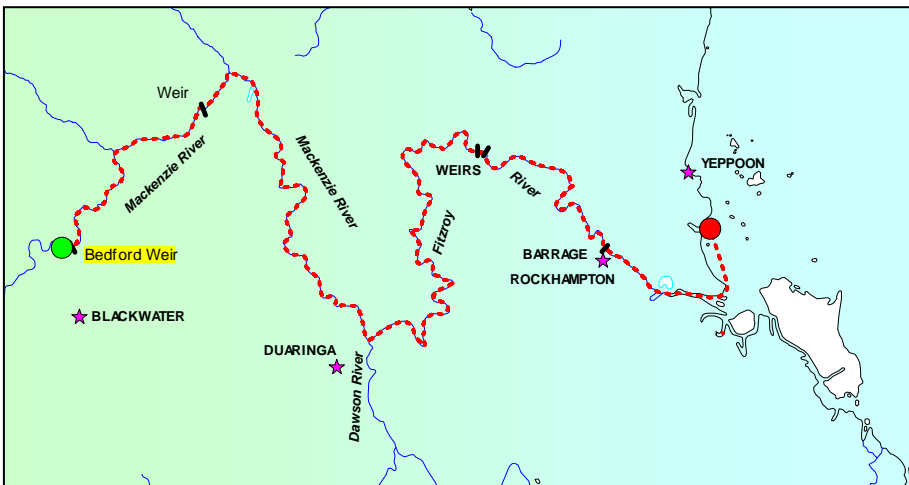 Weir
Mackenzie River
Mackenzie River
Bedford Weir
BLACKWATER
DUARINGA
Dawson River
Fitzroy
WEIRS
River
YEPPOON
BARRAGE
ROCKHAMPTON